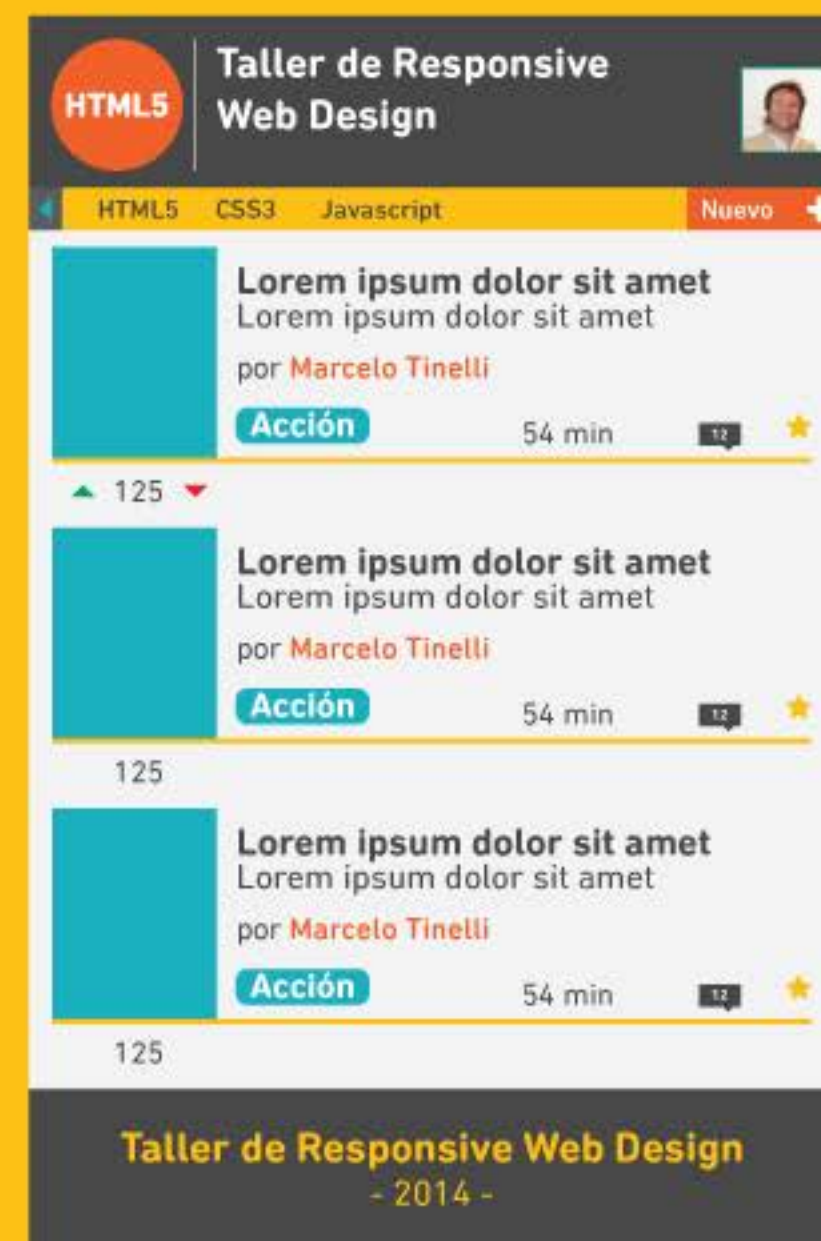 HTML5
Taller de Responsive
Web Design
HTML5 CSS3 Javascript Nuevo +
Lorem ipsum dolor sit amet
Lorem ipsum dolor sit amet
por Marcelo Tinelli
Acción 54 min 12
125
Lorem ipsum dolor sit amet
Lorem ipsum dolor sit amet
por Marcelo Tinelli
Acción 54 min 12
125
Lorem ipsum dolor sit amet
Lorem ipsum dolor sit amet
por Marcelo Tinelli
Acción 54 min 12
125
Taller de Responsive Web Design
- 2014 -